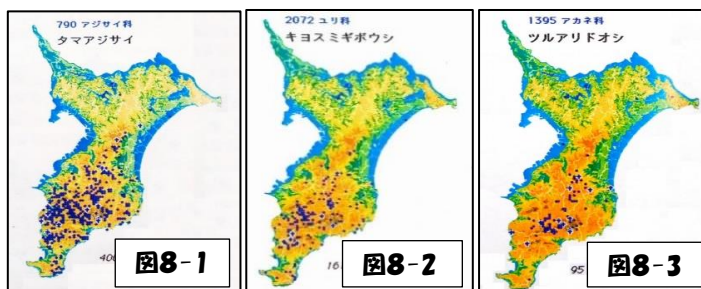 790 アジサイ科
タマアジサイ
図8-1
2072 ユリ科
キヨスミギボウシ
図8-2
1395 アカネ科
ツルアリドオシ
95
図8-3